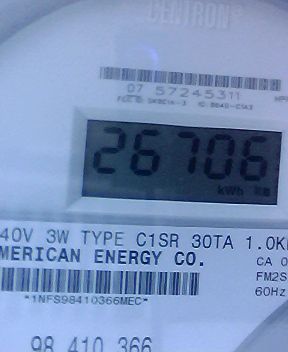 CENTRON®
07 57245311
26706
kWh
40V 3W TYPE C1SR 30TA 1.0K
MERICAN ENERGY CO.
CA 0
FM2S
60Hz
*1NFS98410366MEC*
98 410 366